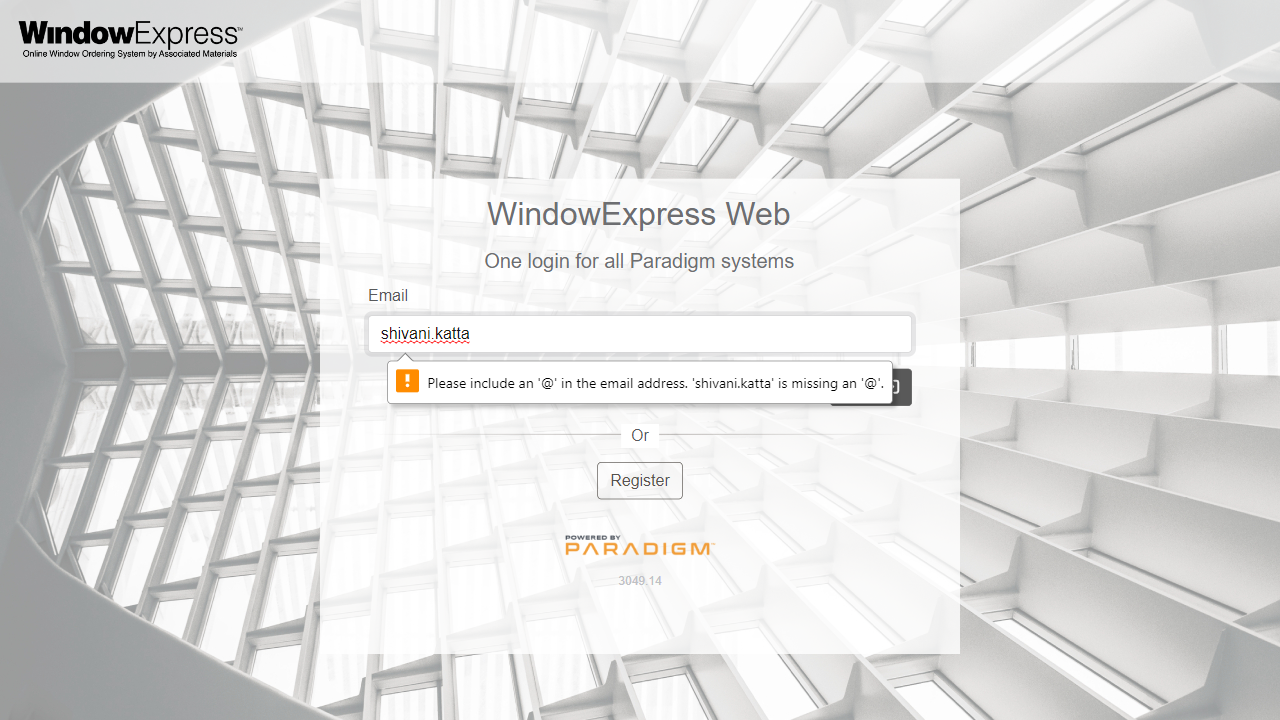 WindowExpress™
Online Window Ordering System by Associated Materials
WindowExpress Web
One login for all Paradigm systems
Email
shivani.katta
Please include an '@' in the email address. 'shivani.katta' is missing an '@'.
Or
Register
POWERED BY
PARADIGM™
3049.14